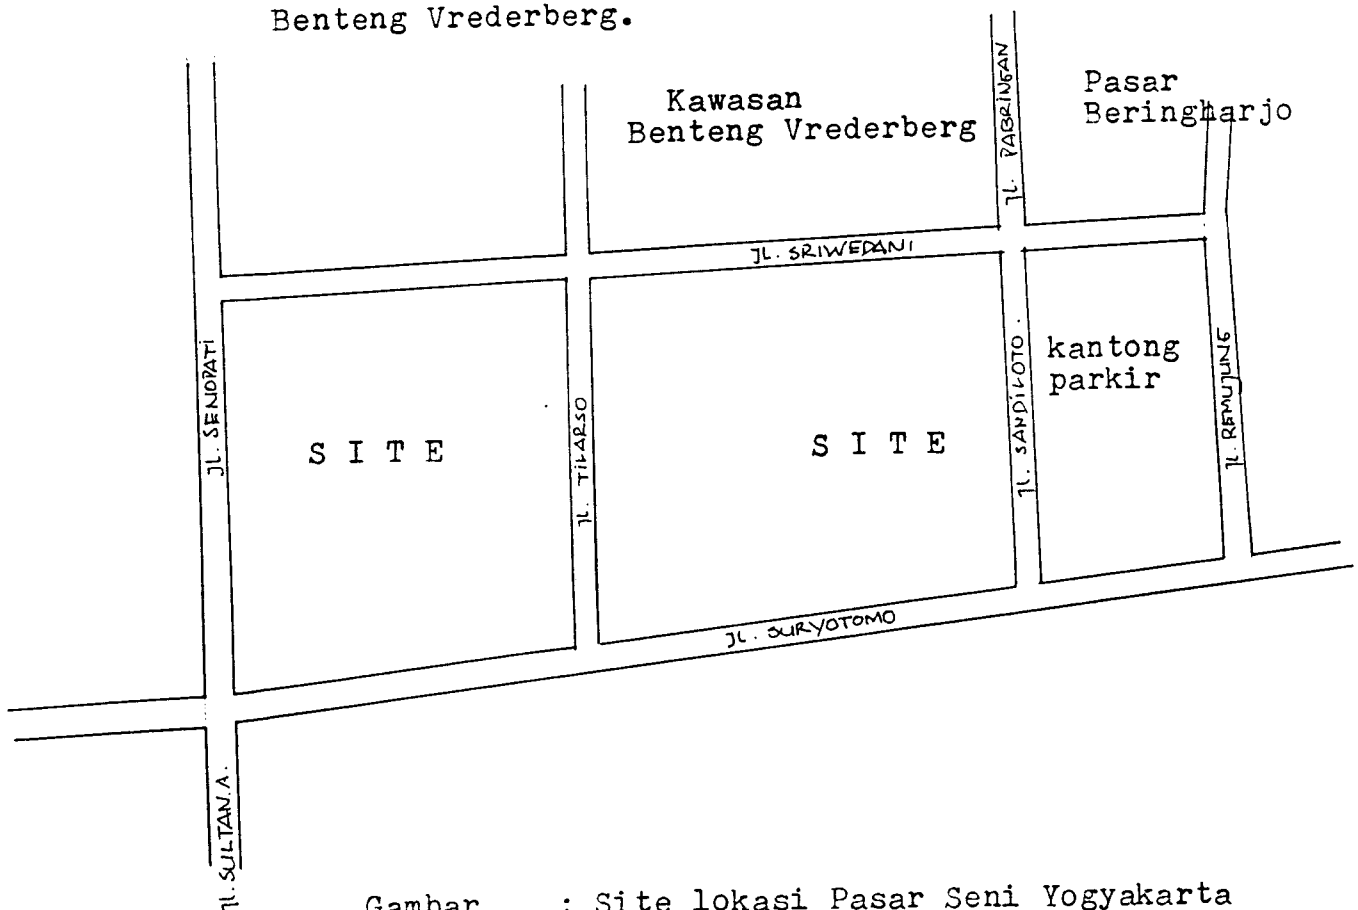 Benteng Vrederberg.
Kawasan
Benteng Vrederberg
JL. PABRINGAN
Pasar
Beringharjo
JL. SRIWEDANI
JL. SENOPATI
S I T E
JL. TILARSO
S I T E
JL. SANDILOTO.
kantong
parkir
JL. REMUJUNG
JL. SURYOTOMO
JL. SULTAN.A.
Gambar : Site lokasi Pasar Seni Yogyakarta